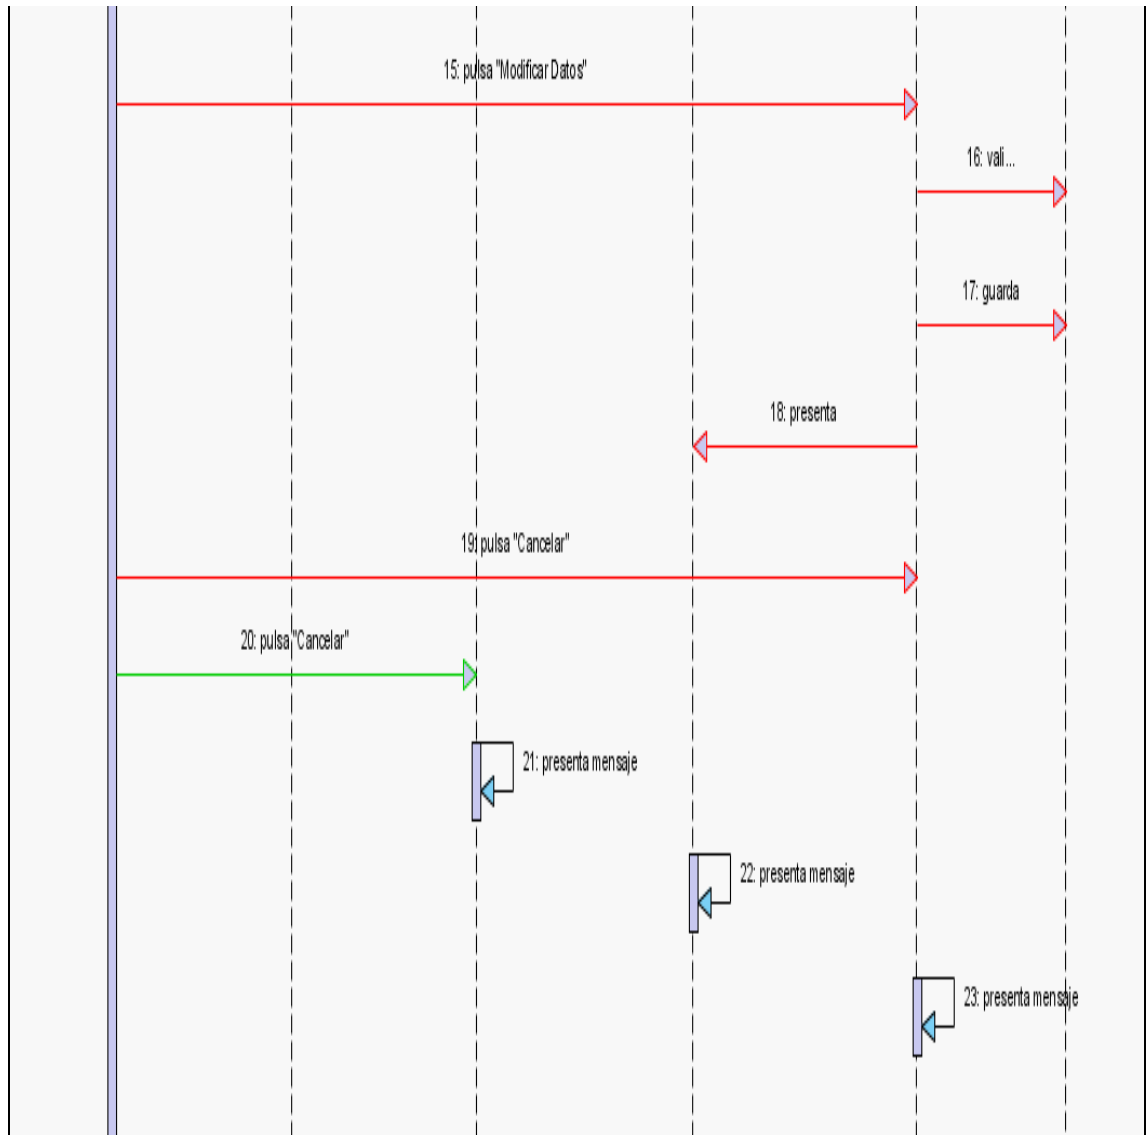 15: pulsa "Modificar Datos"
16: vali...
17: guarda
18: presenta
19: pulsa "Cancelar"
20: pulsa "Cancelar"
21: presenta mensaje
22: presenta mensaje
23: presenta mensaje